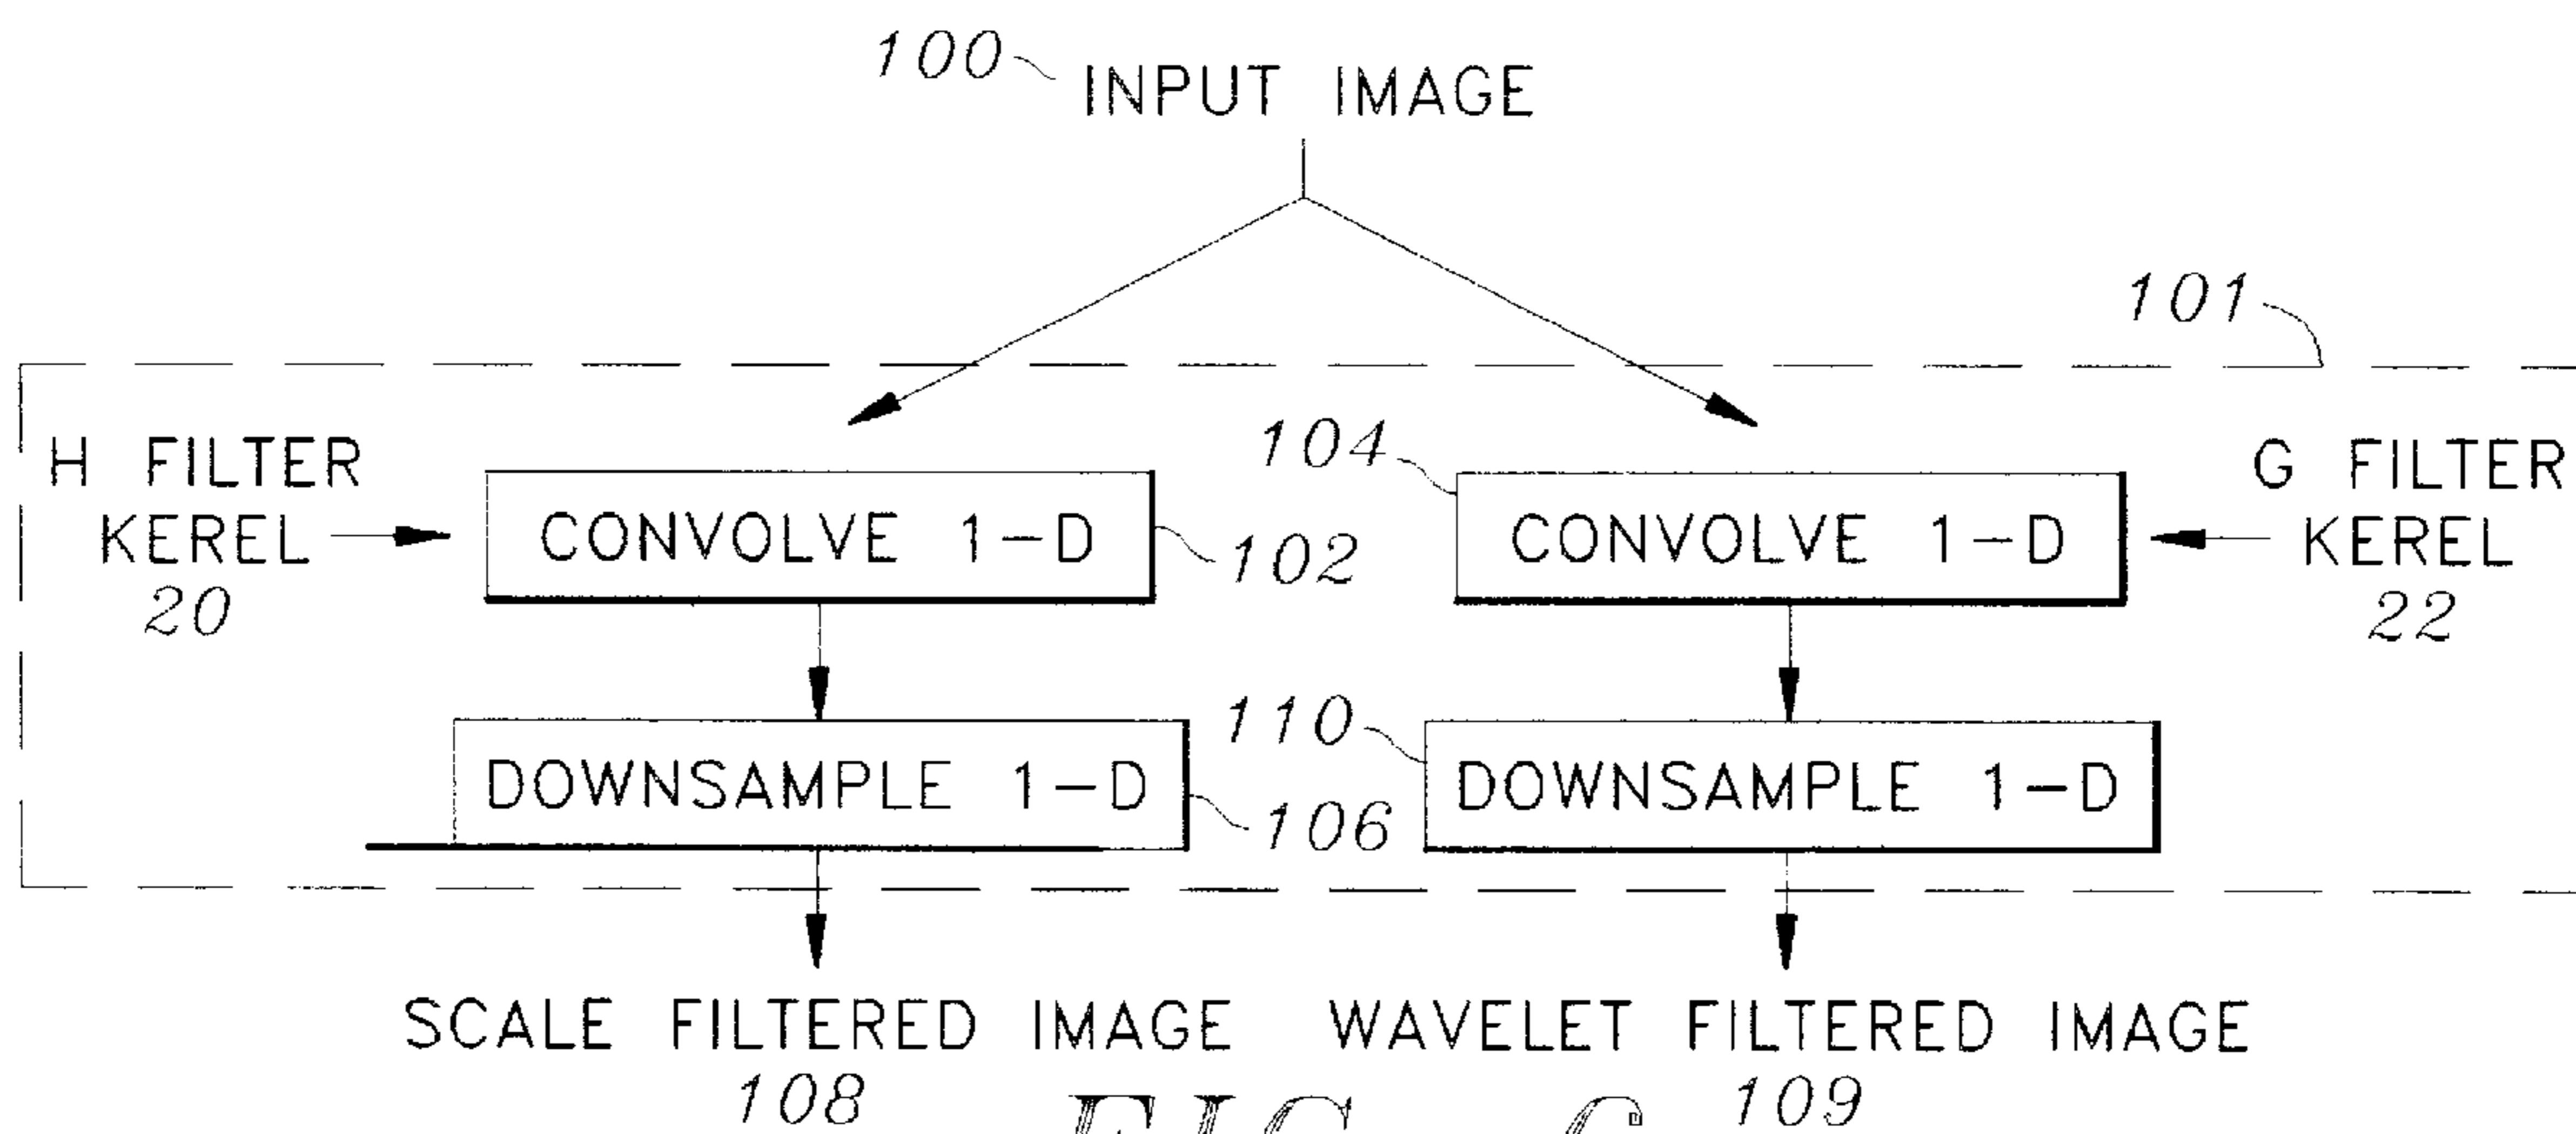 100 INPUT IMAGE
101
H FILTER
KEREL
20
CONVOLVE 1-D
102
104
CONVOLVE 1-D
G FILTER
KEREL
22
DOWNSAMPLE 1-D
106
110
DOWNSAMPLE 1-D
SCALE FILTERED IMAGE
108
WAVELET FILTERED IMAGE
109
FIG.